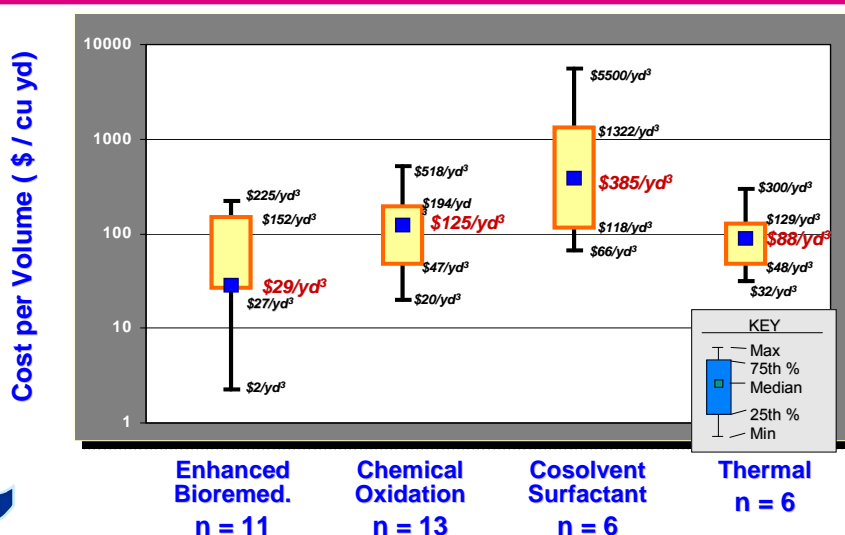 Cost per Volume ( $ / cu yd)
10000
1000
100
10
1
$225/yd³
$152/yd³
$29/yd³
$27/yd³
$2/yd³
$518/yd³
$194/yd
3
$125/yd³
$47/yd³
$20/yd³
$5500/yd³
$1322/yd³
$385/yd³
$118/yd³
$66/yd³
$300/yd³
$129/yd³
$88/yd³
$48/yd³
$32/yd³
KEY
Max
75th %
Median
25th %
Min
Enhanced
Bioremed.
n = 11
Chemical
Oxidation
n = 13
Cosolvent
Surfactant
n = 6
Thermal
n = 6